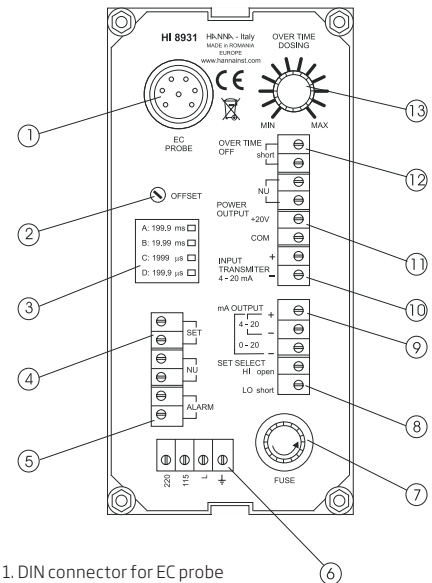 HI 8931 HANNA - Italy
MADE in ROMANIA
EUROPE
www.hannainst.com
OVER TIME
DOSING
CE
EC
PROBE
MIN MAX
1
13
OVER TIME
OFF
short
12
NU
OFFSET
2
POWER
OUTPUT
+20V
COM
11
A: 199,9 ms
B: 19,99 ms
C: 1999 µs
D: 199,9 µs
3
INPUT
TRANSMITER
4 - 20 mA
+
-
10
mA OUTPUT
4 - 20
0 - 20
+
-
-
9
SET
4
NU
ALARM
5
SET SELECT
HI open
LO short
8
220
115
L
6
FUSE
7
1. DIN connector for EC probe